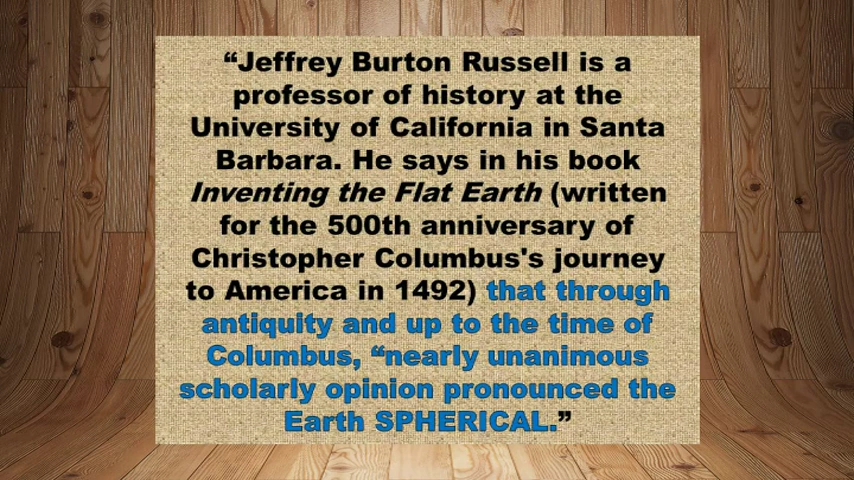 “Jeffrey Burton Russell is a
professor of history at the
University of California in Santa
Barbara. He says in his book
Inventing the Flat Earth (written
for the 500th anniversary of
Christopher Columbus's journey
to America in 1492) that through
antiquity and up to the time of
Columbus, “nearly unanimous
scholarly opinion pronounced the
Earth SPHERICAL.”